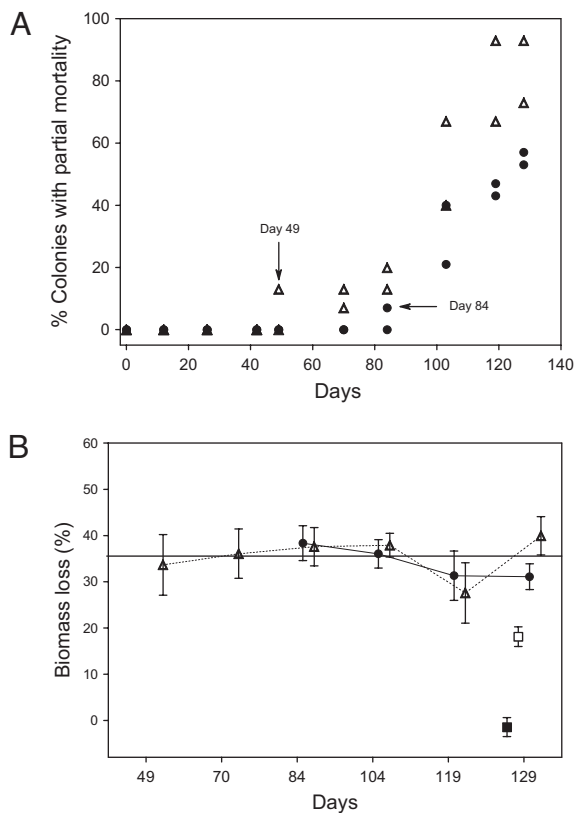 A
% Colonies with partial mortality
100
80
60
40
20
0
Day 49
Day 84
0 20 40 60 80 100 120 140
Days
B
Biomass loss (%)
60
50
40
30
20
10
0
49 70 84 104 119 129
Days